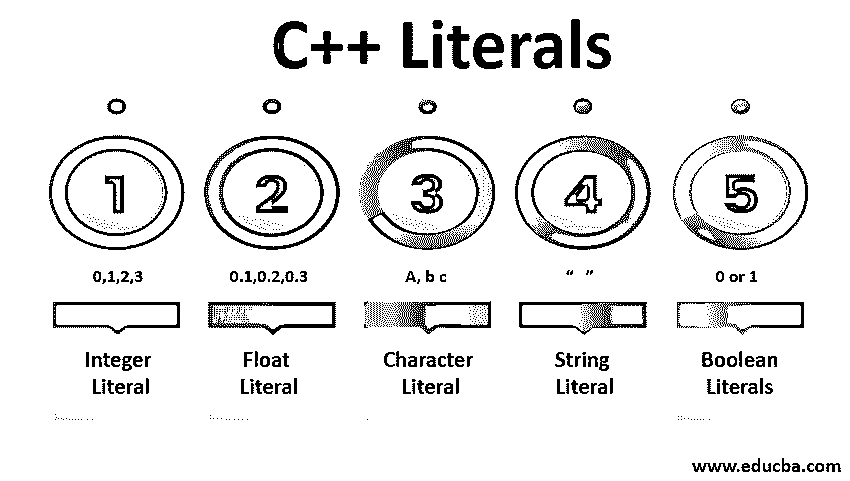 C++ Literals
1 2 3 4 5
0,1,2,3 0.1,0.2,0.3 A, b c “ ” 0 or 1
Integer Float Character String Boolean
Literal Literal Literal Literal Literals
www.educba.com